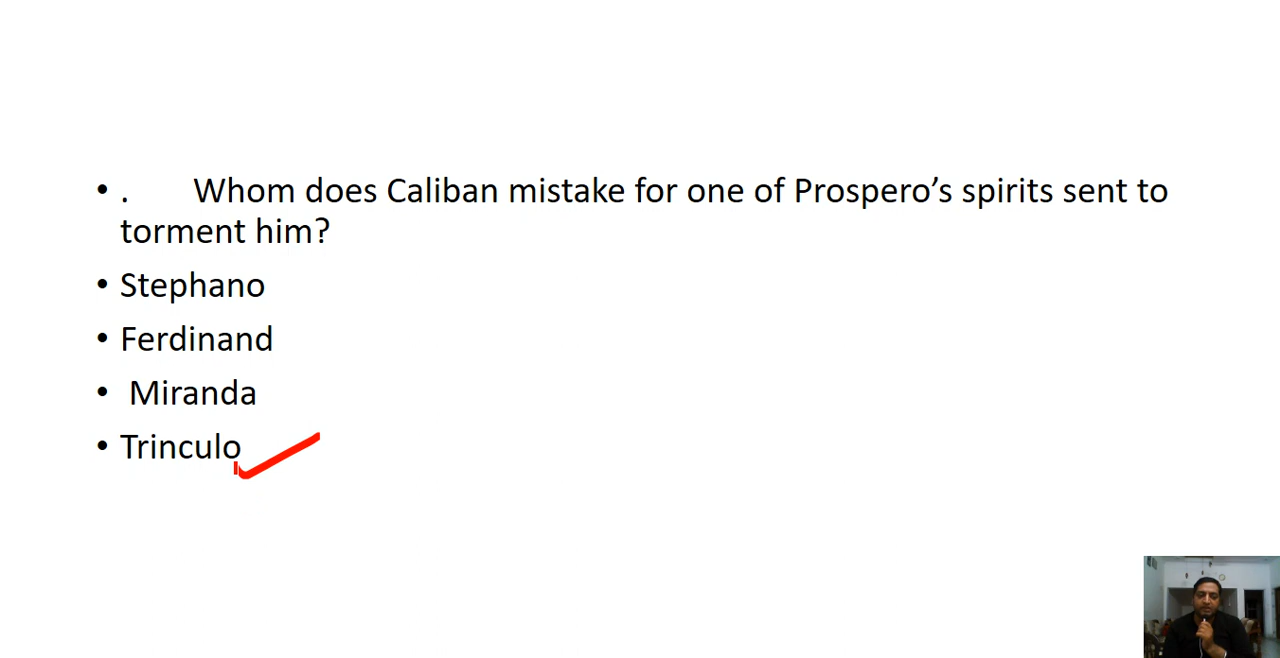 • . Whom does Caliban mistake for one of Prospero’s spirits sent to
torment him?
• Stephano
• Ferdinand
• Miranda
• Trinculo